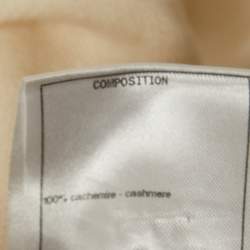 COMPOSITION
100% cachemire - cashmere